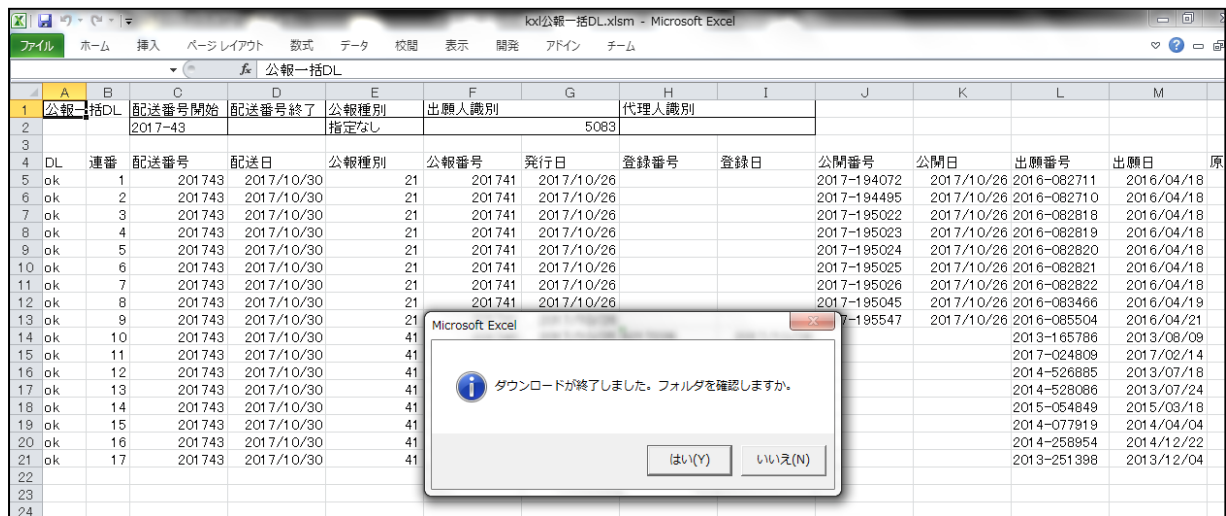 kxl公報一括DL.xlsm - Microsoft Excel
ファイル ホーム 挿入 ページ レイアウト 数式 データ 校閲 表示 開発 アドイン チーム
fx 公報一括DL
A B C D E F G H I J K L M
1 公報一括DL 配送番号開始 配送番号終了 公報種別 出願人識別 代理人識別
2 2017-43 指定なし 5083
3
4 DL 連番 配送番号 配送日 公報種別 公報番号 発行日 登録番号 登録日 公開番号 公開日 出願番号 出願日 原
5 ok 1 201743 2017/10/30 21 201741 2017/10/26 2017-194072 2017/10/26 2016-082711 2016/04/18
6 ok 2 201743 2017/10/30 21 201741 2017/10/26 2017-194495 2017/10/26 2016-082710 2016/04/18
7 ok 3 201743 2017/10/30 21 201741 2017/10/26 2017-195022 2017/10/26 2016-082818 2016/04/18
8 ok 4 201743 2017/10/30 21 201741 2017/10/26 2017-195023 2017/10/26 2016-082819 2016/04/18
9 ok 5 201743 2017/10/30 21 201741 2017/10/26 2017-195024 2017/10/26 2016-082820 2016/04/18
10 ok 6 201743 2017/10/30 21 201741 2017/10/26 2017-195025 2017/10/26 2016-082821 2016/04/18
11 ok 7 201743 2017/10/30 21 201741 2017/10/26 2017-195026 2017/10/26 2016-082822 2016/04/18
12 ok 8 201743 2017/10/30 21 201741 2017/10/26 2017-195045 2017/10/26 2016-083466 2016/04/19
13 ok 9 201743 2017/10/30 21 7-195547 2017/10/26 2016-085504 2016/04/21
14 ok 10 201743 2017/10/30 41 2013-165786 2013/08/09
15 ok 11 201743 2017/10/30 41 2017-024809 2017/02/14
16 ok 12 201743 2017/10/30 41 2014-526885 2013/07/18
17 ok 13 201743 2017/10/30 41 2014-528086 2013/07/24
18 ok 14 201743 2017/10/30 41 2015-054849 2015/03/18
19 ok 15 201743 2017/10/30 41 2014-077919 2014/04/04
20 ok 16 201743 2017/10/30 41 2014-258954 2014/12/22
21 ok 17 201743 2017/10/30 41 2013-251398 2013/12/04
22
23
24
Microsoft Excel
ダウンロードが終了しました。フォルダを確認しますか。
はい(Y) いいえ(N)